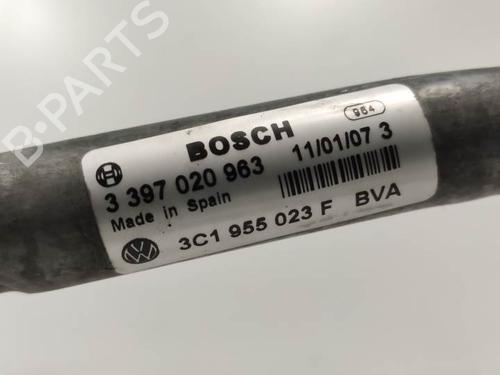 B-PARTS
964
BOSCH
3 397 020 963 11/01/07 3
Made in Spain
3C1 955 023 F BVA